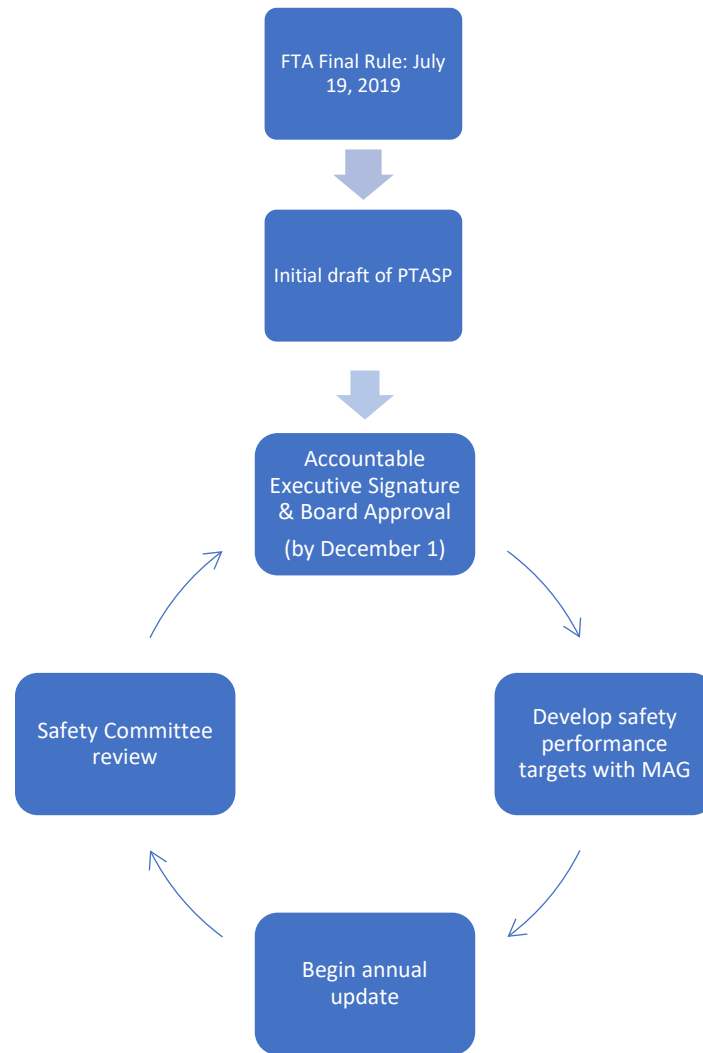 FTA Final Rule: July
19, 2019
Initial draft of PTASP
Accountable
Executive Signature
& Board Approval
(by December 1)
Safety Committee
review
Develop safety
performance
targets with MAG
Begin annual
update